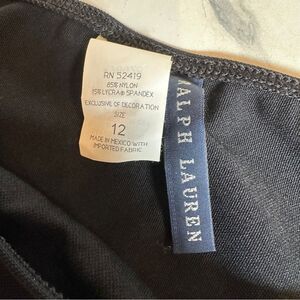 RN 52419
85% NYLON
15% LYCRA® SPANDEX
EXCLUSIVE OF DECORATION
SIZE
12
MADE IN MEXICO WITH
IMPORTED FABRIC
RALPH LAUREN